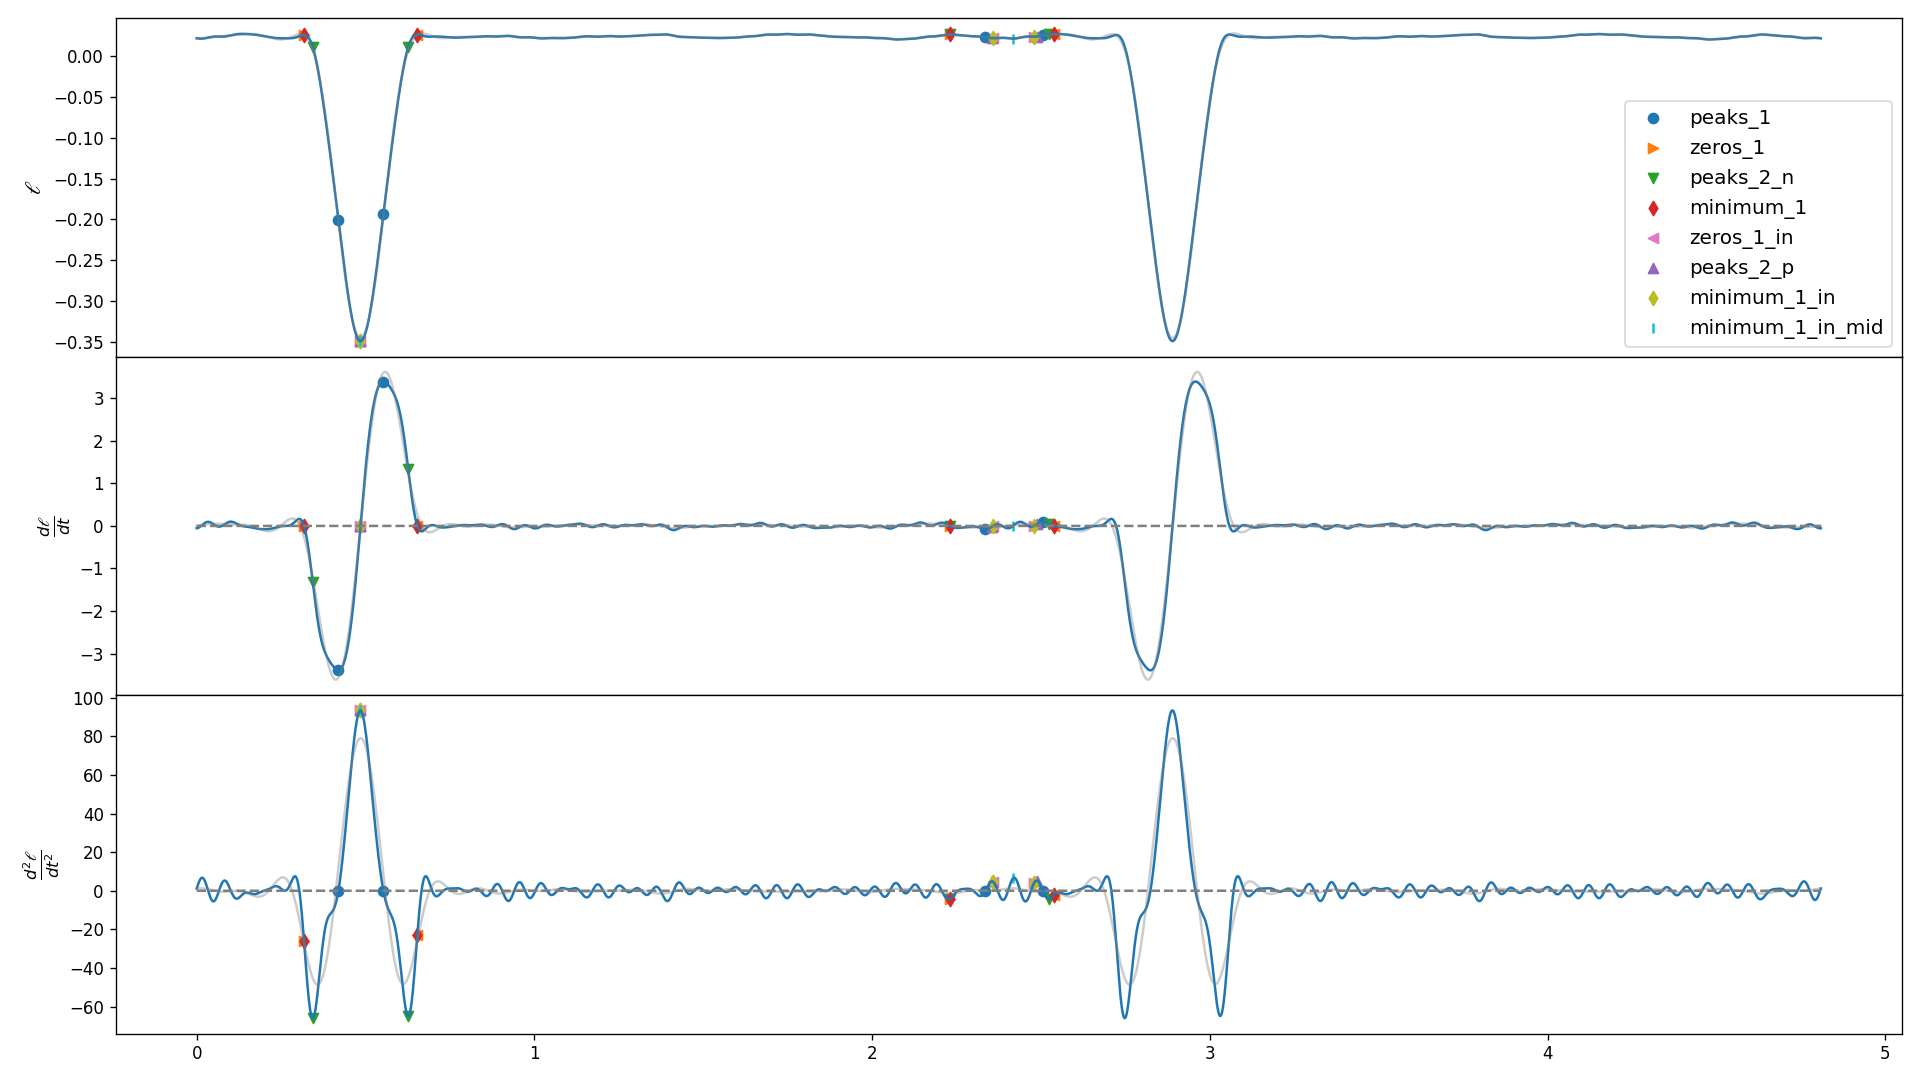 0.00
−0.05
−0.10
−0.15
−0.20
−0.25
−0.30
−0.35
ℓ
peaks_1
zeros_1
peaks_2_n
minimum_1
zeros_1_in
peaks_2_p
minimum_1_in
minimum_1_in_mid
3
2
1
0
−1
−2
−3
dℓ
dt
100
80
60
40
20
0
−20
−40
−60
d²ℓ
dt²
0 1 2 3 4 5